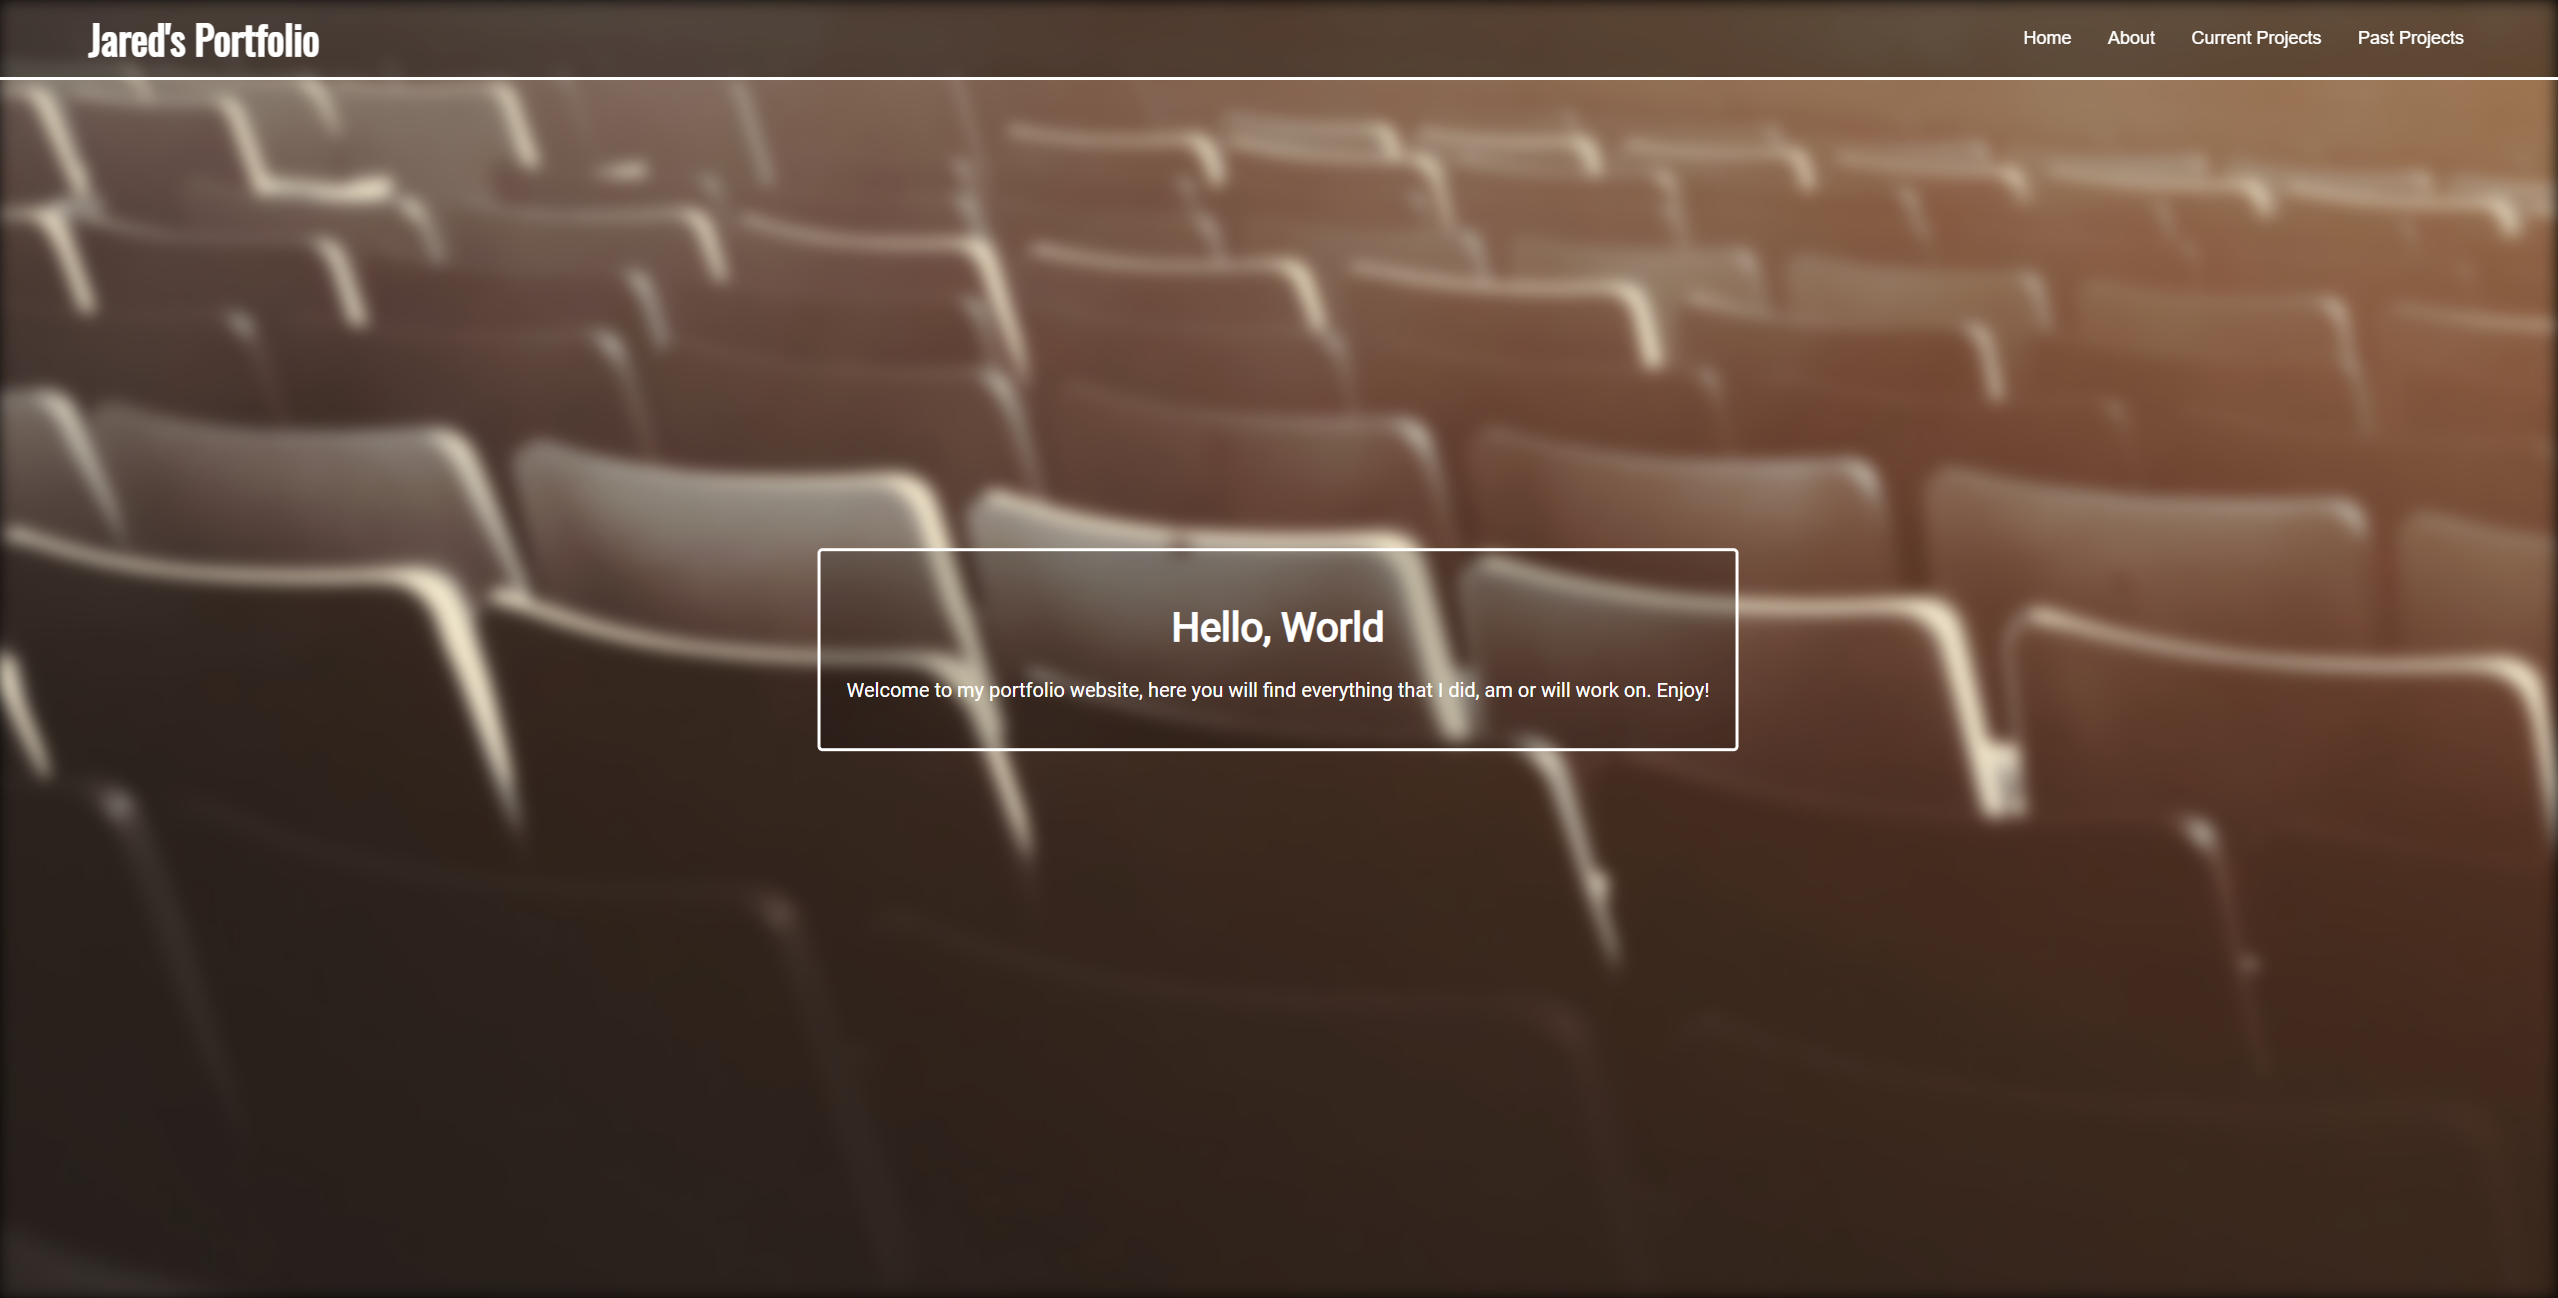 Jared's Portfolio
Home About Current Projects Past Projects
Hello, World
Welcome to my portfolio website, here you will find everything that I did, am or will work on. Enjoy!